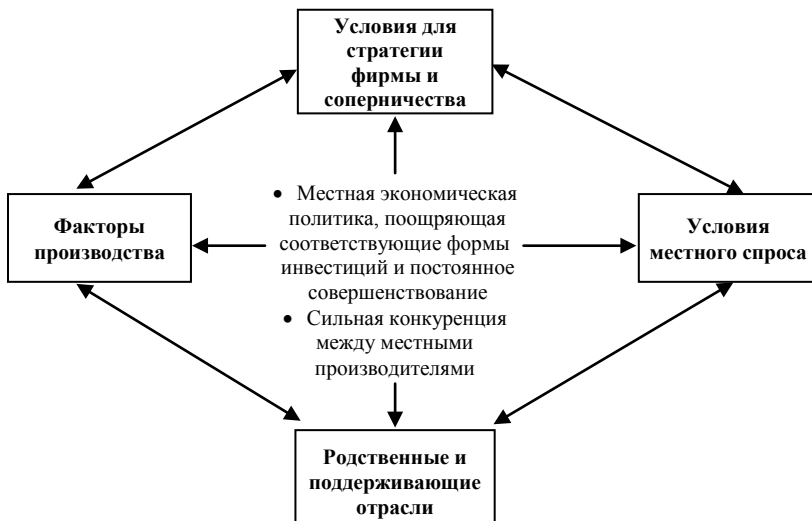 Условия для
стратегии
фирмы и
соперничества
• Местная экономическая
политика, поощряющая
соответствующие формы
инвестиций и постоянное
совершенствование
• Сильная конкуренция
между местными
производителями
Факторы
производства
Условия
местного спроса
Родственные и
поддерживающие
отрасли